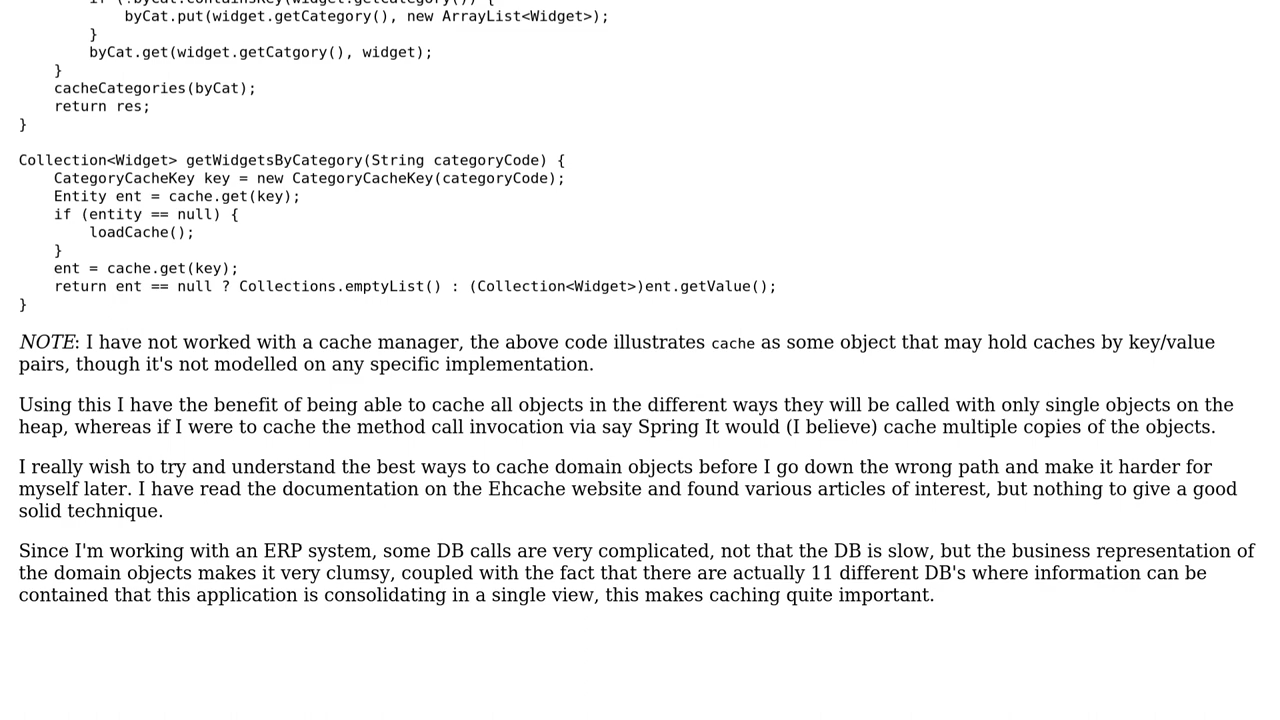 if (!byCat.containsKey(widget.getCategory()) {
            byCat.put(widget.getCategory(), new ArrayList<Widget>);
        }
        byCat.get(widget.getCatgory(), widget);
    }
    cacheCategories(byCat);
    return res;
}

Collection<Widget> getWidgetsByCategory(String categoryCode) {
    CategoryCacheKey key = new CategoryCacheKey(categoryCode);
    Entity ent = cache.get(key);
    if (entity == null) {
        loadCache();
    }
    ent = cache.get(key);
    return ent == null ? Collections.emptyList() : (Collection<Widget>)ent.getValue();
}
NOTE: I have not worked with a cache manager, the above code illustrates cache as some object that may hold caches by key/value
pairs, though it's not modelled on any specific implementation.
Using this I have the benefit of being able to cache all objects in the different ways they will be called with only single objects on the
heap, whereas if I were to cache the method call invocation via say Spring It would (I believe) cache multiple copies of the objects.
I really wish to try and understand the best ways to cache domain objects before I go down the wrong path and make it harder for
myself later. I have read the documentation on the Ehcache website and found various articles of interest, but nothing to give a good
solid technique.
Since I'm working with an ERP system, some DB calls are very complicated, not that the DB is slow, but the business representation of
the domain objects makes it very clumsy, coupled with the fact that there are actually 11 different DB's where information can be
contained that this application is consolidating in a single view, this makes caching quite important.